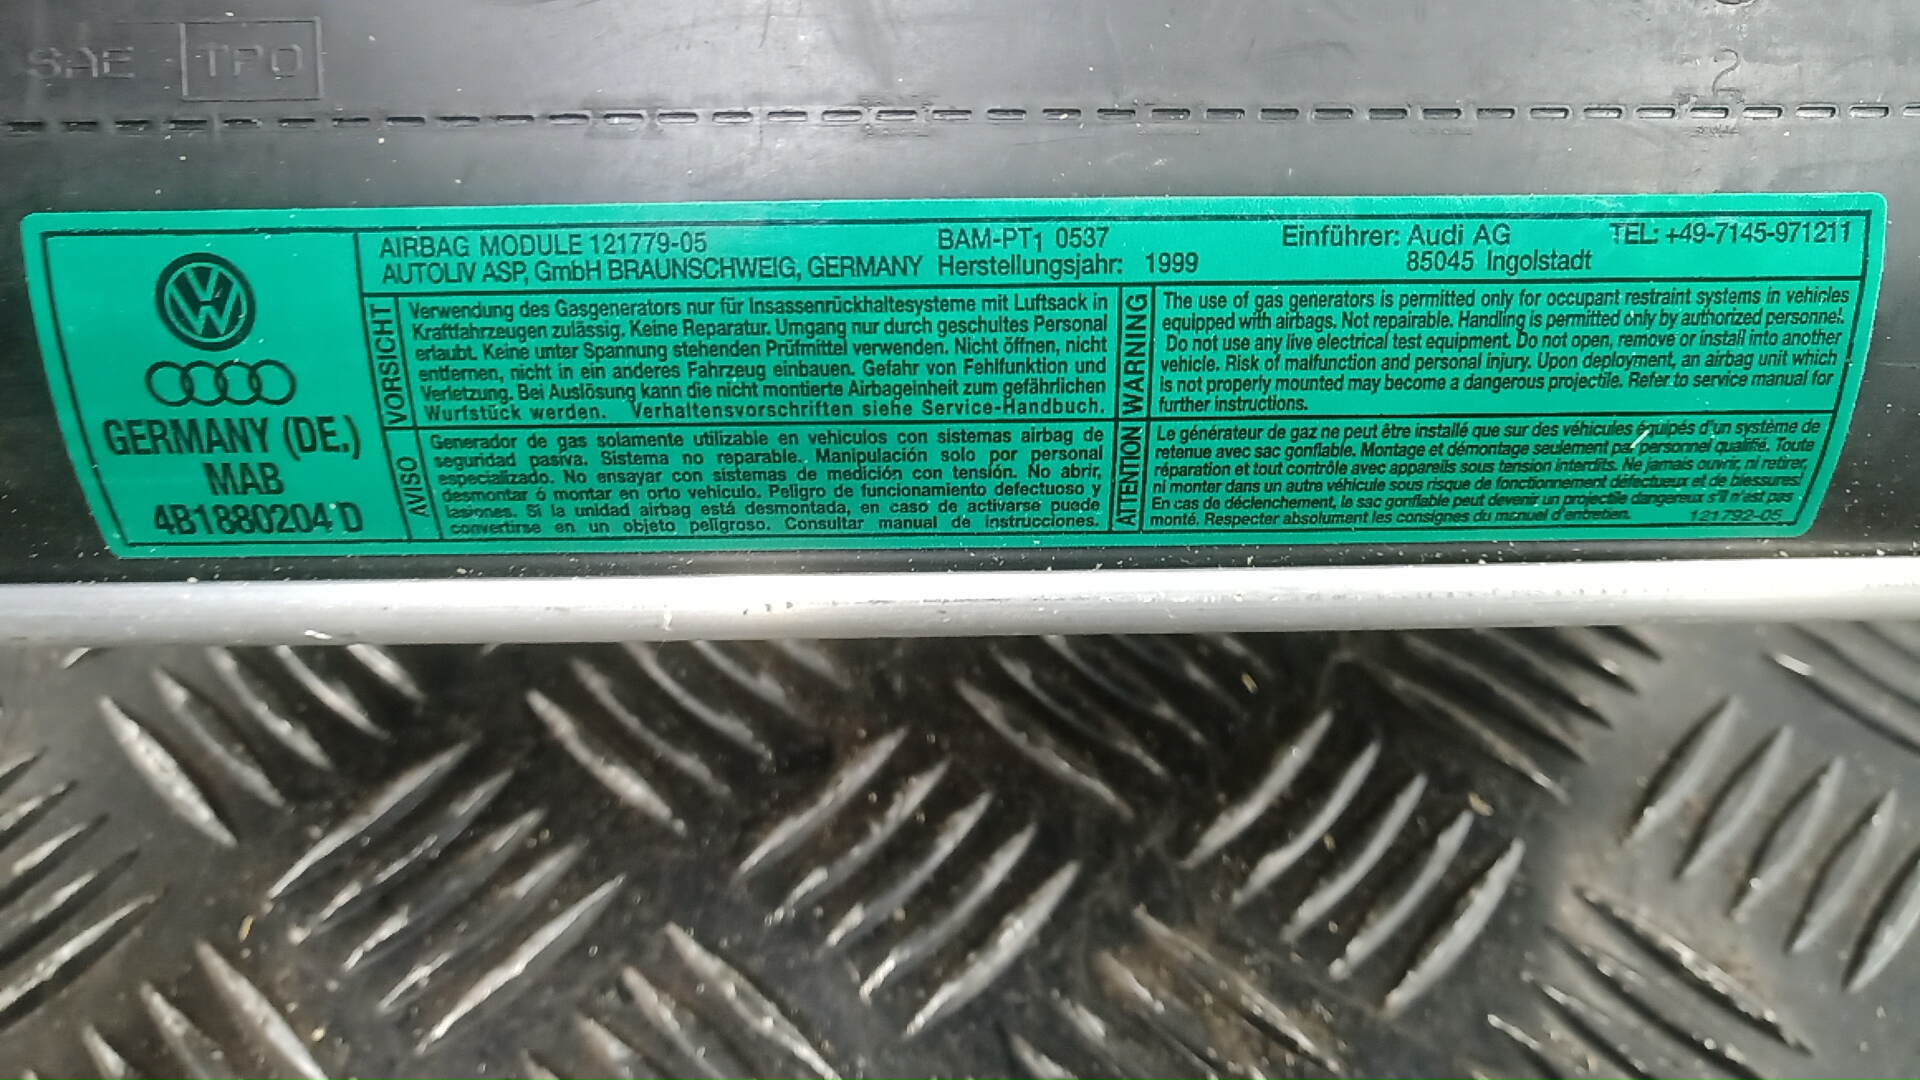 SAE TPO
2
AIRBAG MODULE 121779-05
AUTOLIV ASP, GmbH BRAUNSCHWEIG, GERMANY
BAM-PT1 0537
Herstellungsjahr: 1999
Einführer: Audi AG
85045 Ingolstadt
TEL: +49-7145-971211
VW
GERMANY (DE.)
MAB
4B1880204 D
VORSICHT
Verwendung des Gasgenerators nur für Insassenrückhaltesysteme mit Luftsack in
Kraftfahrzeugen zulässig. Keine Reparatur. Umgang nur durch geschultes Personal
erlaubt. Keine unter Spannung stehenden Prüfmittel verwenden. Nicht öffnen, nicht
entfernen, nicht in ein anderes Fahrzeug einbauen. Gefahr von Fehlfunktion und
Verletzung. Bei Auslösung kann die nicht montierte Airbageinheit zum gefährlichen
Wurfstück werden. Verhaltensvorschriften siehe Service-Handbuch.
WARNING
The use of gas generators is permitted only for occupant restraint systems in vehicles
equipped with airbags. Not repairable. Handling is permitted only by authorized personnel.
Do not use any live electrical test equipment. Do not open, remove or install into another
vehicle. Risk of malfunction and personal injury. Upon deployment, an airbag unit which
is not properly mounted may become a dangerous projectile. Refer to service manual for
further instructions.
AVISO
Generador de gas solamente utilizable en vehiculos con sistemas airbag de
seguridad pasiva. Sistema no reparable. Manipulación solo por personal
especializado. No ensayar con sistemas de medición con tensión. No abrir,
desmontar ó montar en orto vehiculo. Peligro de funcionamiento defectuoso y
lasiones. Si la unidad airbag está desmontada, en caso de activarse puede
convertirse en un objeto peligroso. Consultar manual de instrucciones.
ATTENTION
Le générateur de gaz ne peut être installé que sur des véhicules équipés d'un système de
retenue avec sac gonflable. Montage et démontage seulement par personnel qualifié. Toute
réparation et tout contrôle avec appareils sous tension interdits. Ne jamais ouvrir, ni retirer,
ni monter dans un autre véhicule sous risque de fonctionnement défectueux et de blessures!
En cas de déclenchement, le sac gonflable peut devenir un projectile dangereux s'il n'est pas
monté. Respecter absolument les consignes du manuel d'entretien. 121792-05